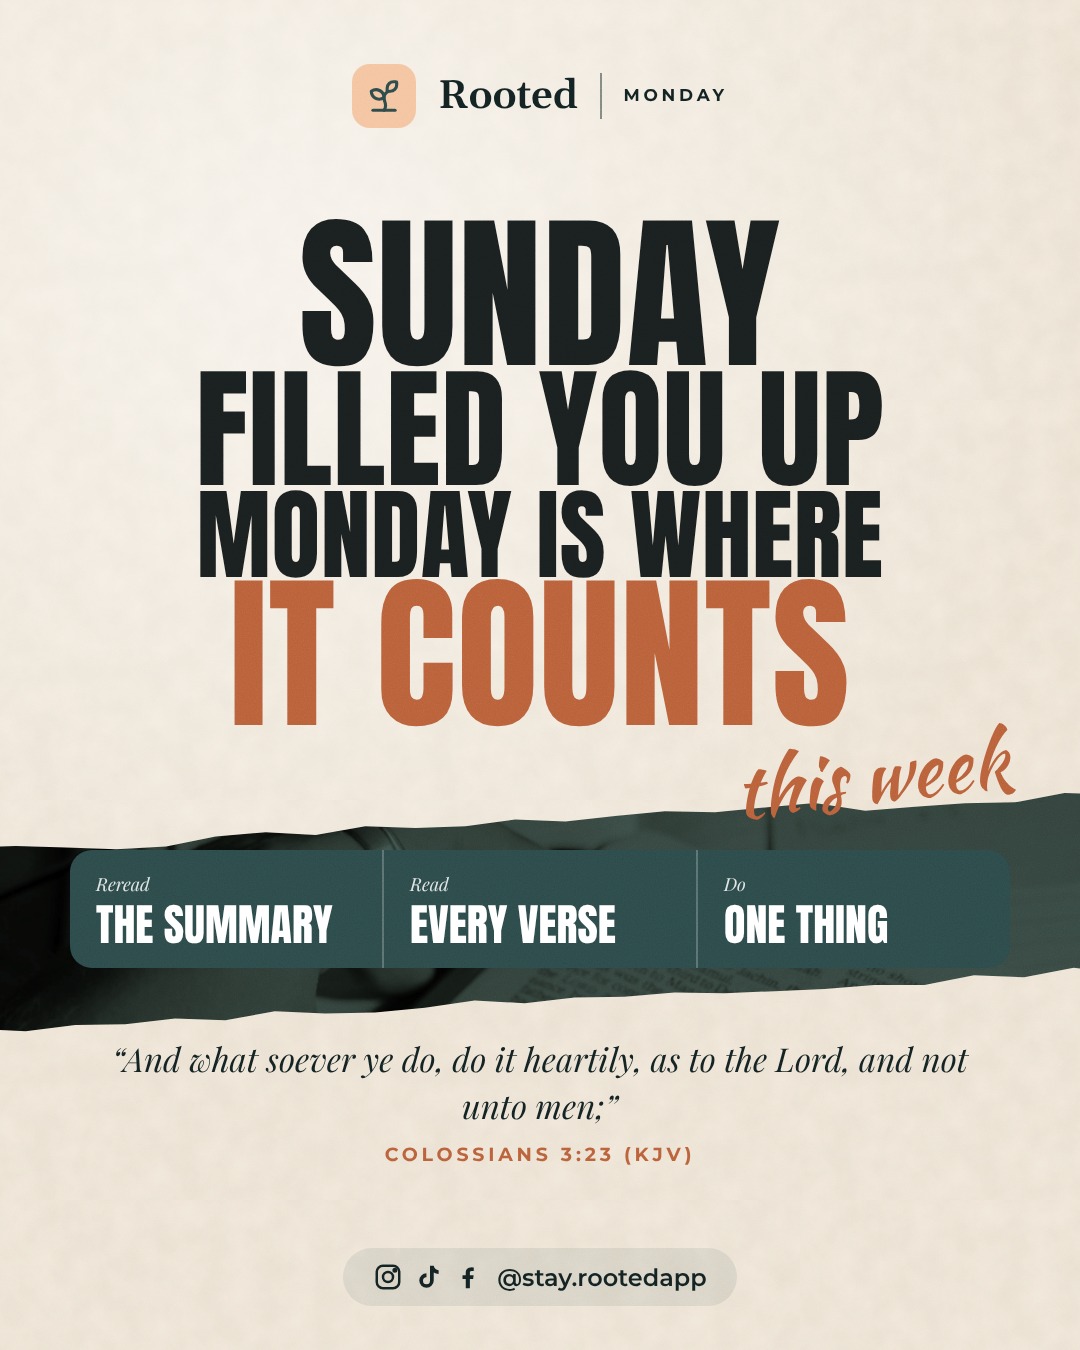 Rooted | MONDAY
SUNDAY
FILLED YOU UP
MONDAY IS WHERE
IT COUNTS
this week
Reread
THE SUMMARY
Read
EVERY VERSE
Do
ONE THING
“And what soever ye do, do it heartily, as to the Lord, and not
unto men;”
COLOSSIANS 3:23 (KJV)
@stay.rootedapp